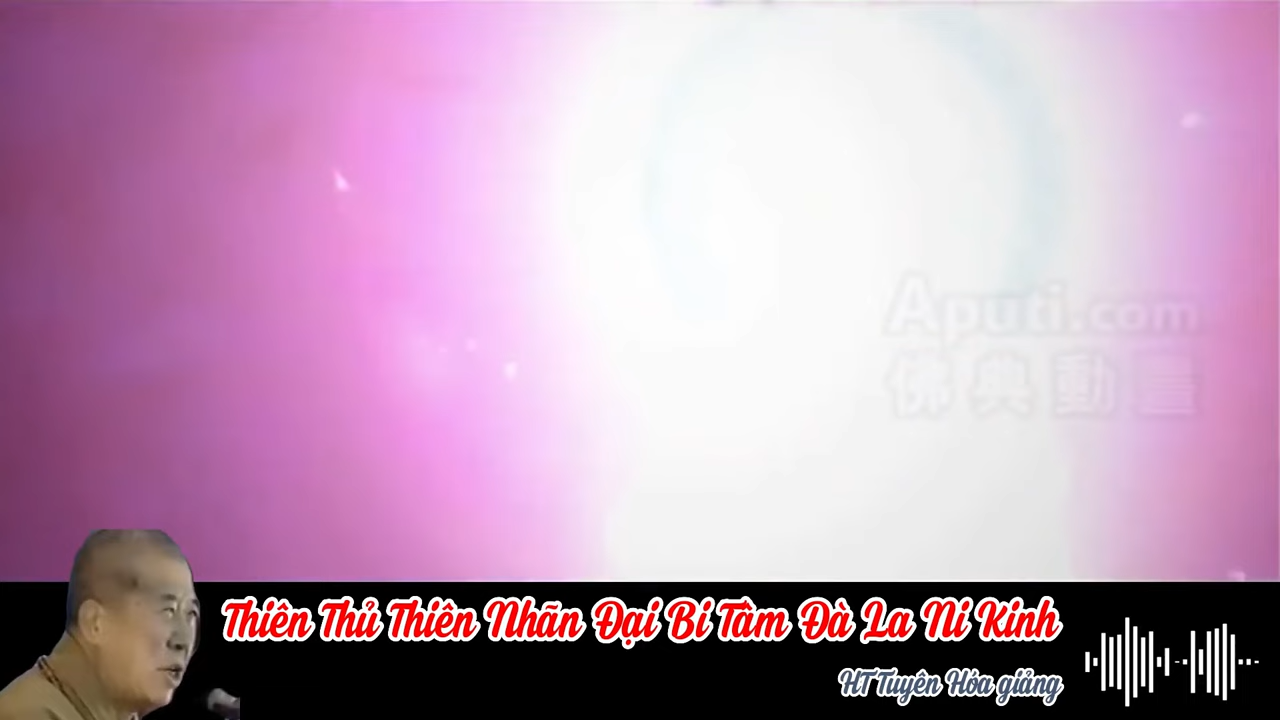 Aputi.com
佛典動畫
Thiên Thủ Thiên Nhãn Đại Bi Tâm Đà La Ni Kinh
HT Tuyên Hóa giảng